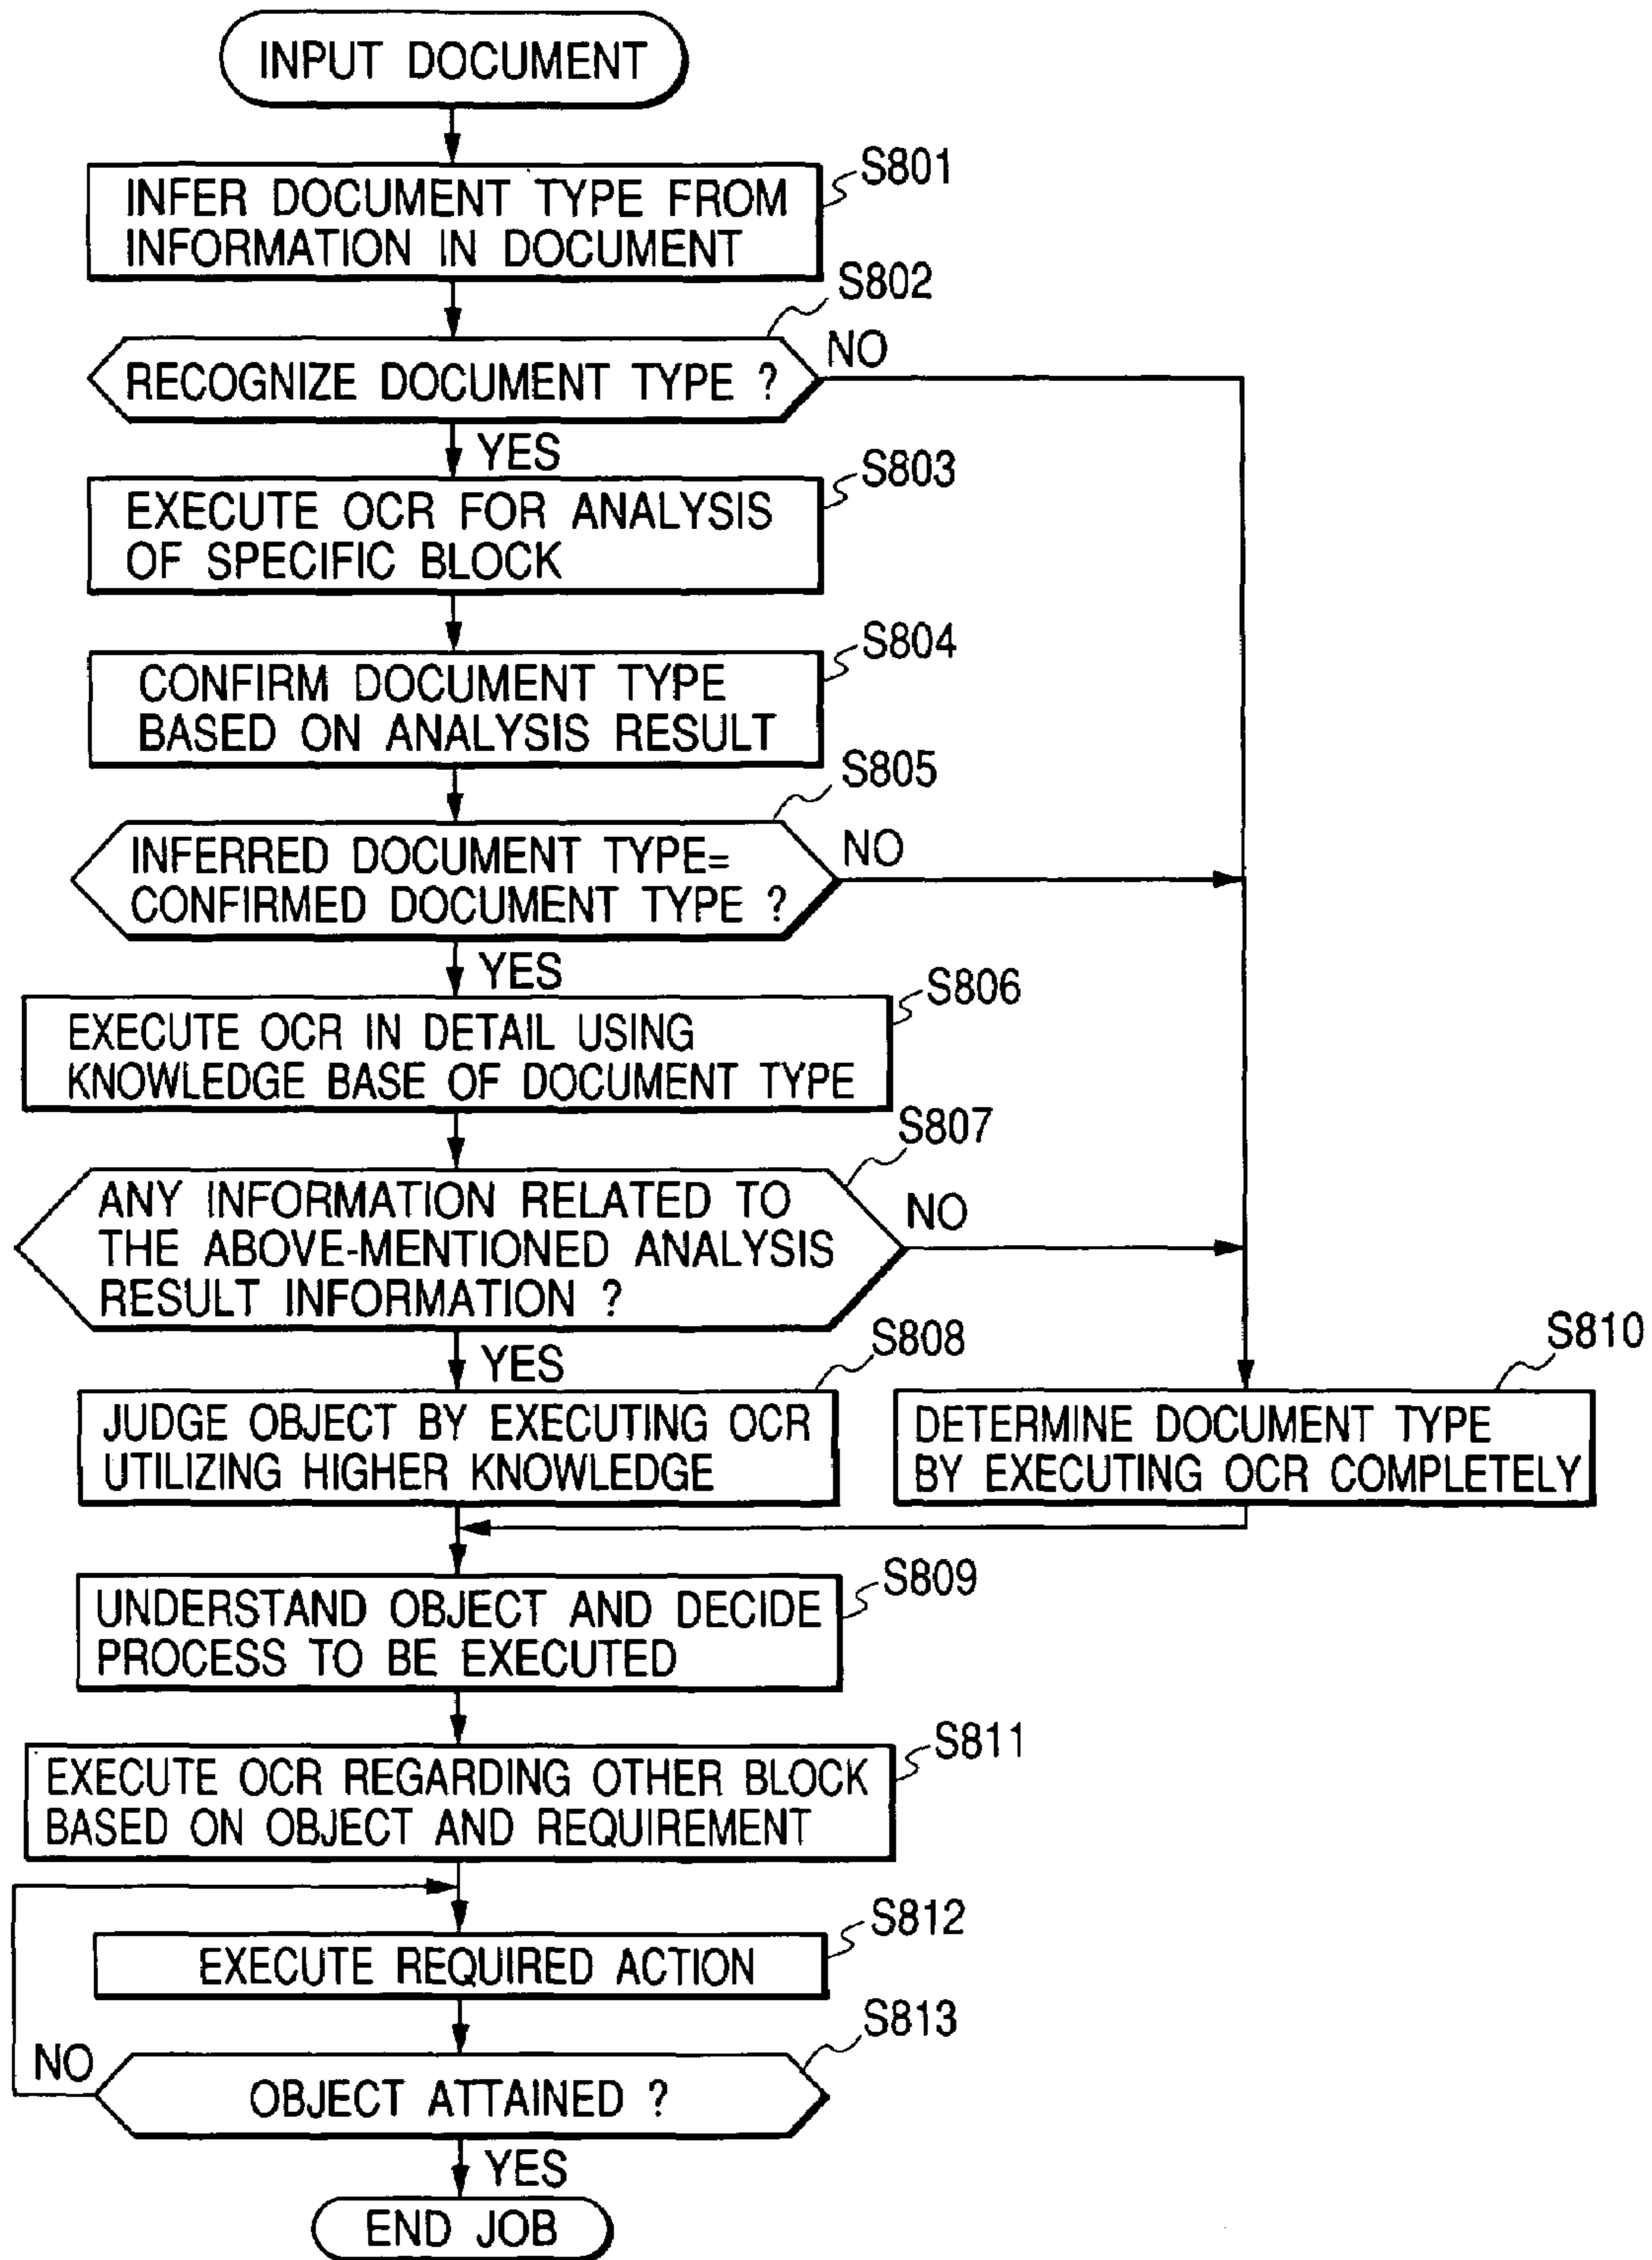 INPUT DOCUMENT
S801
INFER DOCUMENT TYPE FROM
INFORMATION IN DOCUMENT
S802
RECOGNIZE DOCUMENT TYPE ?
NO
YES
S803
EXECUTE OCR FOR ANALYSIS
OF SPECIFIC BLOCK
S804
CONFIRM DOCUMENT TYPE
BASED ON ANALYSIS RESULT
S805
INFERRED DOCUMENT TYPE=
CONFIRMED DOCUMENT TYPE ?
NO
YES
S806
EXECUTE OCR IN DETAIL USING
KNOWLEDGE BASE OF DOCUMENT TYPE
S807
ANY INFORMATION RELATED TO
THE ABOVE-MENTIONED ANALYSIS
RESULT INFORMATION ?
NO
YES
S808
JUDGE OBJECT BY EXECUTING OCR
UTILIZING HIGHER KNOWLEDGE
S810
DETERMINE DOCUMENT TYPE
BY EXECUTING OCR COMPLETELY
S809
UNDERSTAND OBJECT AND DECIDE
PROCESS TO BE EXECUTED
S811
EXECUTE OCR REGARDING OTHER BLOCK
BASED ON OBJECT AND REQUIREMENT
S812
EXECUTE REQUIRED ACTION
S813
NO
OBJECT ATTAINED ?
YES
END JOB